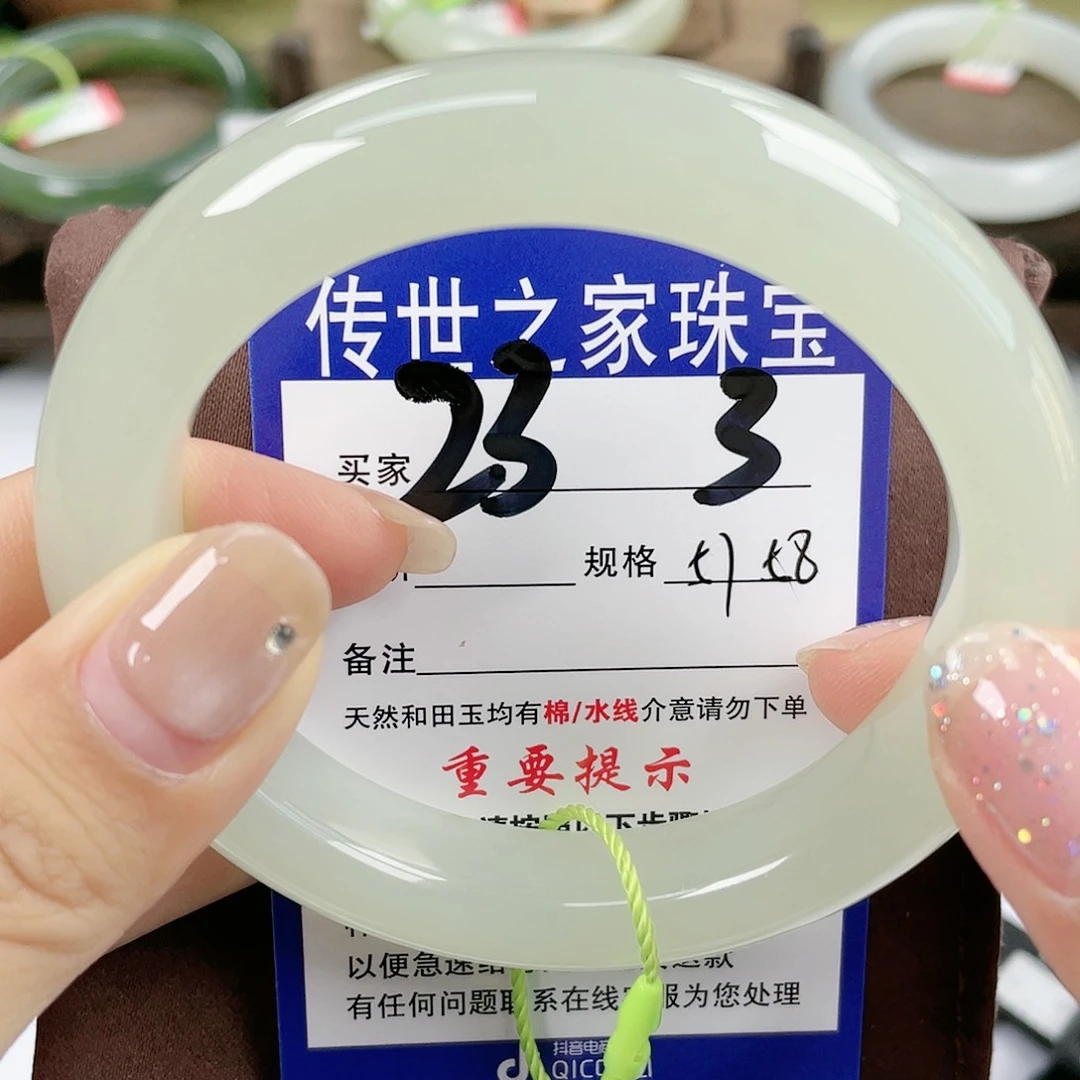 传世之家珠宝
买家 23 3
规格 58
备注
天然和田玉均有棉/水线介意请勿下单
重要提示
以便急速
有任何问题联系在线客服为您处理
抖音电商